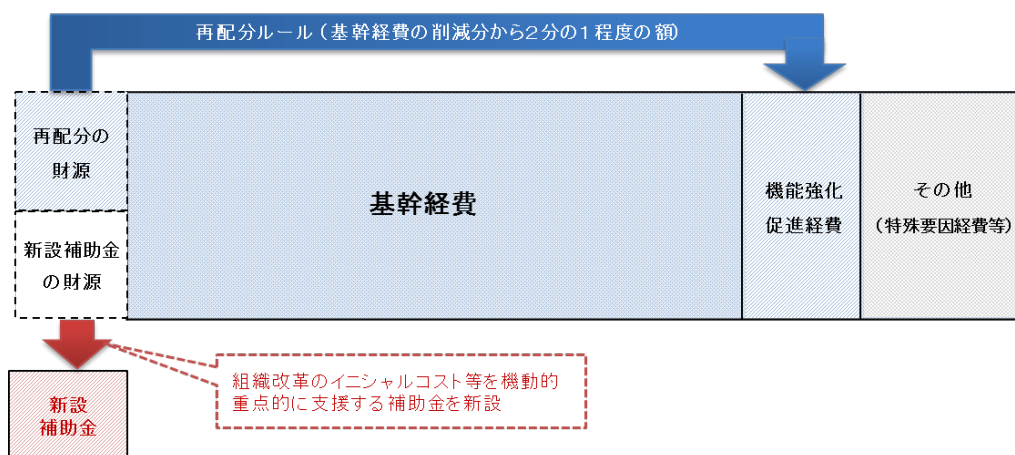 再配分ルール（基幹経費の削減分から２分の１程度の額）
再配分の
財源
新設補助金
の財源
基幹経費
機能強化
促進経費
その他
（特殊要因経費等）
組織改革のイニシャルコスト等を機動的
重点的に支援する補助金を新設
新設
補助金